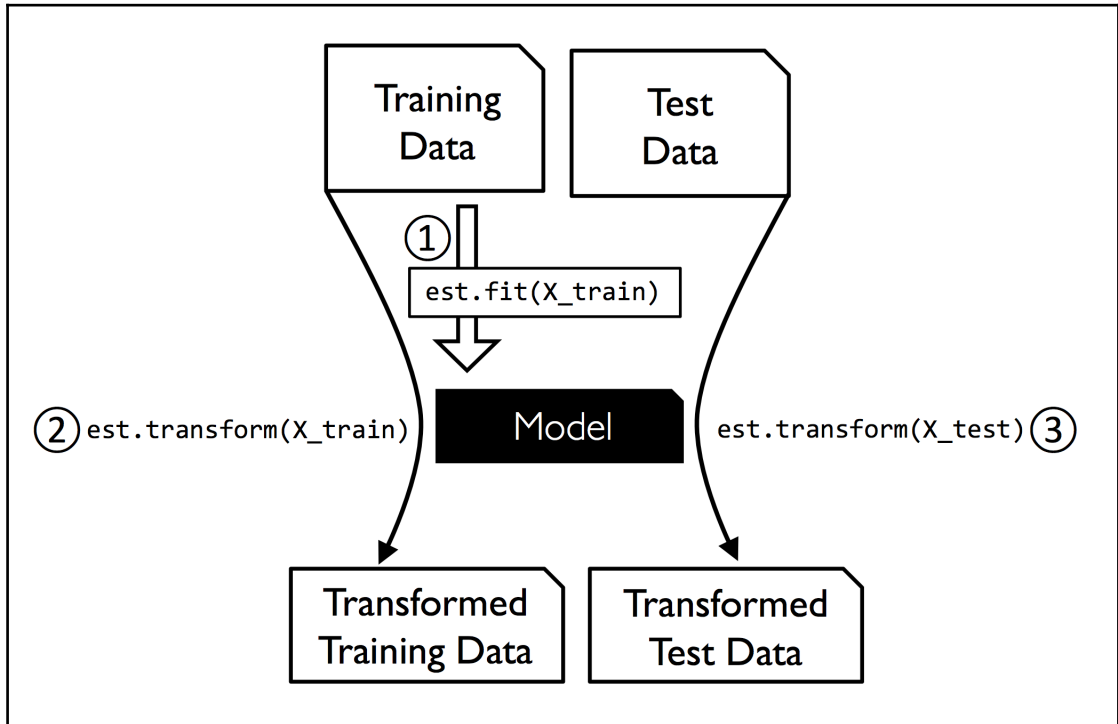 Training
Data
Test
Data
1
est.fit(X_train)
2 est.transform(X_train)
Model
est.transform(X_test) 3
Transformed
Training Data
Transformed
Test Data